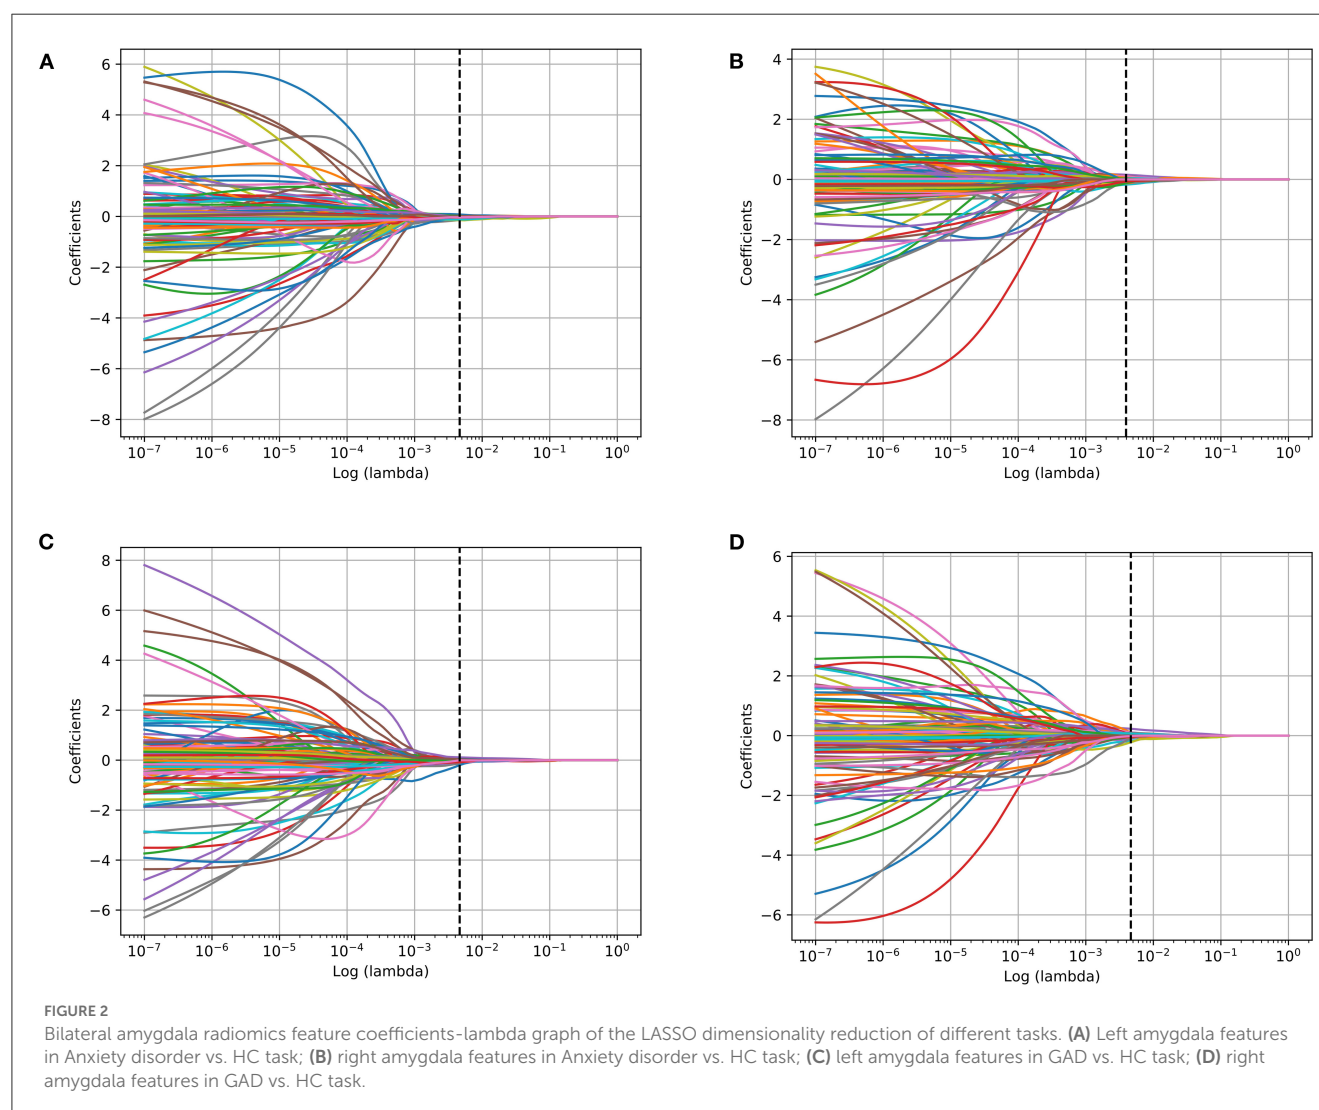 A
6
4
2
0
−2
−4
−6
−8
Coefficients
10⁻⁷ 10⁻⁶ 10⁻⁵ 10⁻⁴ 10⁻³ 10⁻² 10⁻¹ 10⁰
Log (lambda)
B
4
2
0
−2
−4
−6
−8
Coefficients
10⁻⁷ 10⁻⁶ 10⁻⁵ 10⁻⁴ 10⁻³ 10⁻² 10⁻¹ 10⁰
Log (lambda)
C
8
6
4
2
0
−2
−4
−6
Coefficients
10⁻⁷ 10⁻⁶ 10⁻⁵ 10⁻⁴ 10⁻³ 10⁻² 10⁻¹ 10⁰
Log (lambda)
D
6
4
2
0
−2
−4
−6
Coefficients
10⁻⁷ 10⁻⁶ 10⁻⁵ 10⁻⁴ 10⁻³ 10⁻² 10⁻¹ 10⁰
Log (lambda)
FIGURE 2
Bilateral amygdala radiomics feature coefficients-lambda graph of the LASSO dimensionality reduction of different tasks. (A) Left amygdala features
in Anxiety disorder vs. HC task; (B) right amygdala features in Anxiety disorder vs. HC task; (C) left amygdala features in GAD vs. HC task; (D) right
amygdala features in GAD vs. HC task.